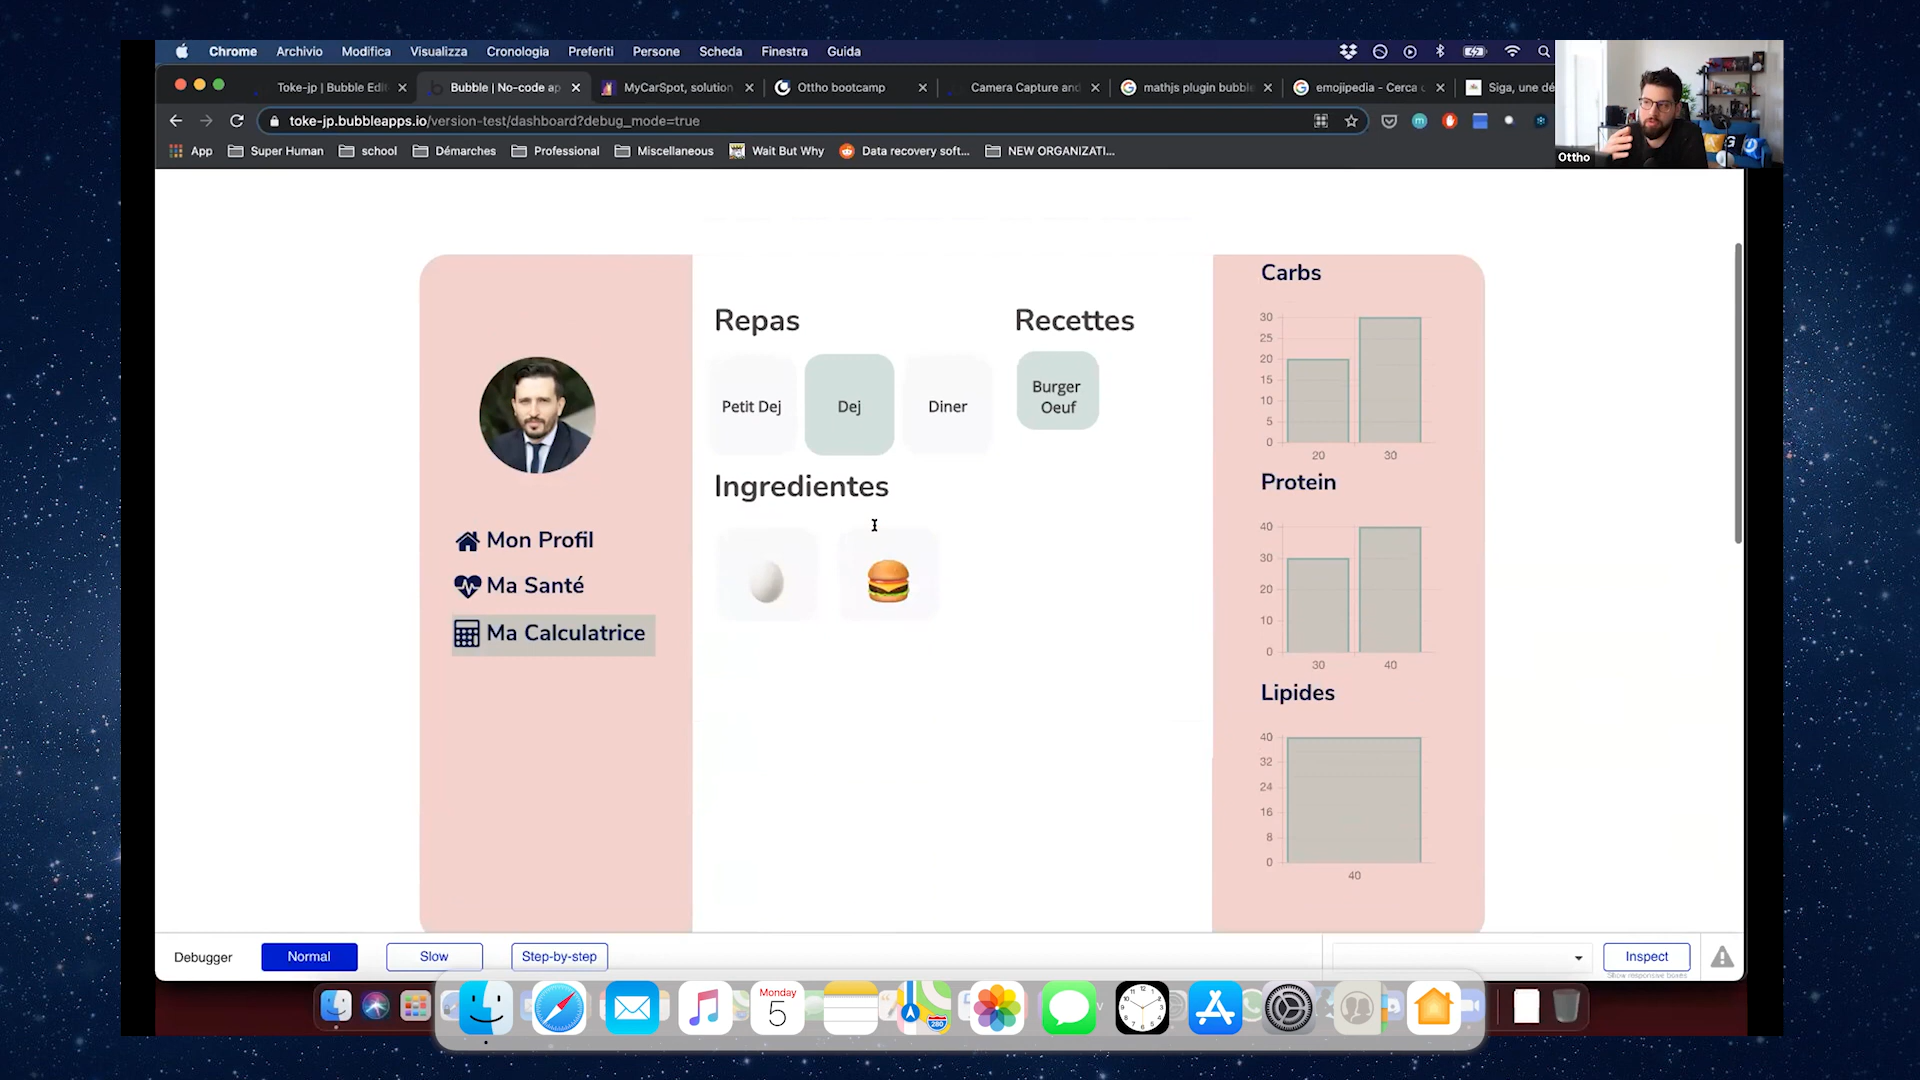 Chrome Archivio Modifica Visualizza Cronologia Preferiti Persone Scheda Finestra Guida
Toke-jp | Bubble Edi
Bubble | No-code ap
MyCarSpot, solution
Ottho bootcamp
Camera Capture and
mathjs plugin bubble
emojipedia - Cerca
Siga, une dé
toke-jp.bubbleapps.io/version-test/dashboard?debug_mode=true
App Super Human school Démarches Professional Miscellaneous Wait But Why Data recovery soft... NEW ORGANIZATI...
Ottho
Mon Profil
Ma Santé
Ma Calculatrice
Repas
Petit Dej
Dej
Diner
Recettes
Burger
Oeuf
Ingredientes
Carbs
30
25
20
15
10
5
0
20 30
Protein
40
30
20
10
0
30 40
Lipides
40
32
24
16
8
0
40
Debugger Normal Slow Step-by-step Inspect
Show responsive boxes
Monday
5
280